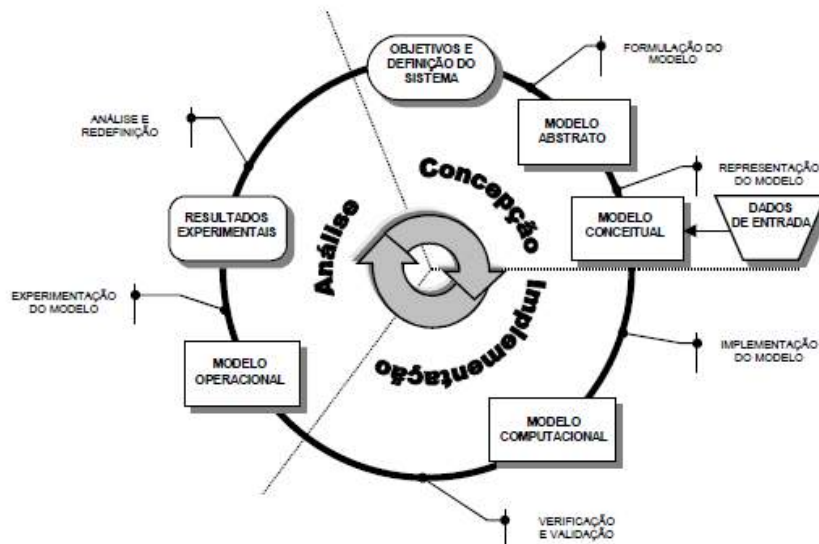 OBJETIVOS E
DEFINIÇÃO DO
SISTEMA
FORMULAÇÃO DO
MODELO
MODELO
ABSTRATO
REPRESENTAÇÃO
DO MODELO
MODELO
CONCEITUAL
DADOS
DE ENTRADA
IMPLEMENTAÇÃO
DO MODELO
MODELO
COMPUTACIONAL
VERIFICAÇÃO
E VALIDAÇÃO
MODELO
OPERACIONAL
EXPERIMENTAÇÃO
DO MODELO
RESULTADOS
EXPERIMENTAIS
ANÁLISE E
REDEFINIÇÃO
Concepção
Implementação
Análise